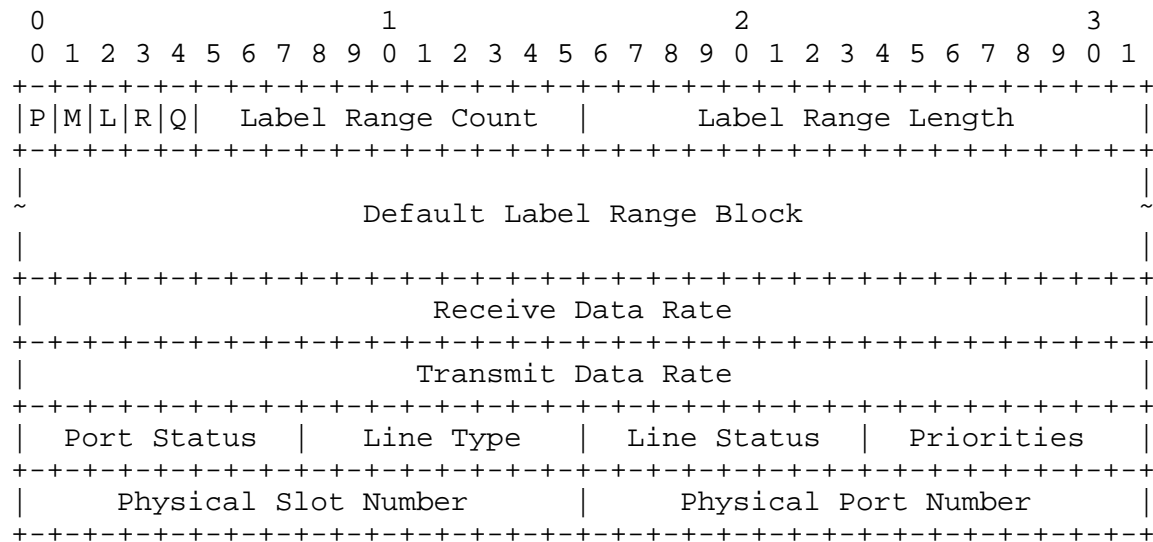 0                   1                   2                   3
 0 1 2 3 4 5 6 7 8 9 0 1 2 3 4 5 6 7 8 9 0 1 2 3 4 5 6 7 8 9 0 1
+-+-+-+-+-+-+-+-+-+-+-+-+-+-+-+-+-+-+-+-+-+-+-+-+-+-+-+-+-+-+-+-+
|P|M|L|R|Q|  Label Range Count  |      Label Range Length       |
+-+-+-+-+-+-+-+-+-+-+-+-+-+-+-+-+-+-+-+-+-+-+-+-+-+-+-+-+-+-+-+-+
|                                                               |
~                   Default Label Range Block                   ~
|                                                               |
+-+-+-+-+-+-+-+-+-+-+-+-+-+-+-+-+-+-+-+-+-+-+-+-+-+-+-+-+-+-+-+-+
|                       Receive Data Rate                       |
+-+-+-+-+-+-+-+-+-+-+-+-+-+-+-+-+-+-+-+-+-+-+-+-+-+-+-+-+-+-+-+-+
|                      Transmit Data Rate                       |
+-+-+-+-+-+-+-+-+-+-+-+-+-+-+-+-+-+-+-+-+-+-+-+-+-+-+-+-+-+-+-+-+
|  Port Status  |   Line Type   |  Line Status  |  Priorities   |
+-+-+-+-+-+-+-+-+-+-+-+-+-+-+-+-+-+-+-+-+-+-+-+-+-+-+-+-+-+-+-+-+
|     Physical Slot Number      |     Physical Port Number      |
+-+-+-+-+-+-+-+-+-+-+-+-+-+-+-+-+-+-+-+-+-+-+-+-+-+-+-+-+-+-+-+-+